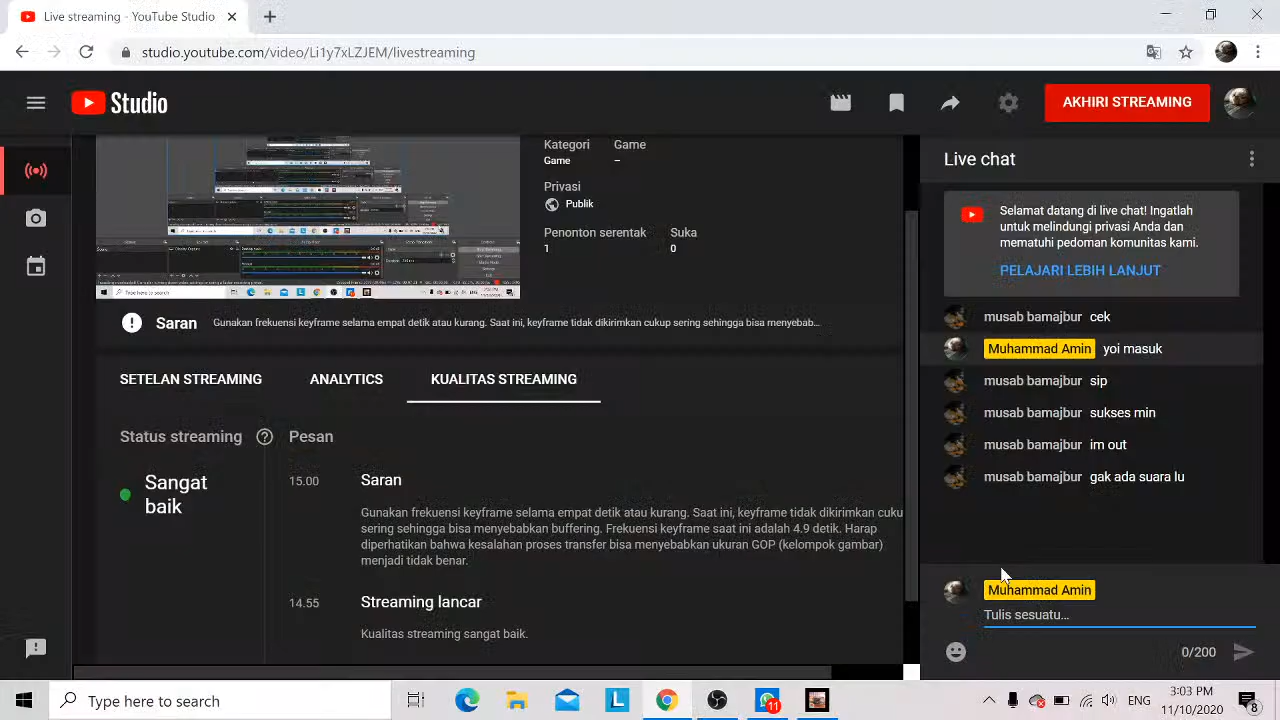 Live streaming - YouTube Studio
studio.youtube.com/video/Li1y7xLZJEM/livestreaming
Studio
AKHIRI STREAMING
Kategori Game
Game –
Privasi
Publik
Penonton serentak Suka
1 0
Saran Gunakan frekuensi keyframe selama empat detik atau kurang. Saat ini, keyframe tidak dikirimkan cukup sering sehingga bisa menyebab...
SETELAN STREAMING ANALYTICS KUALITAS STREAMING
Status streaming Pesan
Sangat
baik
15.00 Saran
Gunakan frekuensi keyframe selama empat detik atau kurang. Saat ini, keyframe tidak dikirimkan cuku
sering sehingga bisa menyebabkan buffering. Frekuensi keyframe saat ini adalah 4.9 detik. Harap
diperhatikan bahwa kesalahan proses transfer bisa menyebabkan ukuran GOP (kelompok gambar)
menjadi tidak benar.
14.55 Streaming lancar
Kualitas streaming sangat baik.
Live chat
Selamat datang di live chat! Ingatlah
untuk melindungi privasi Anda dan
mematuhi pedoman komunitas kami.
PELAJARI LEBIH LANJUT
musab bamajbur cek
Muhammad Amin yoi masuk
musab bamajbur sip
musab bamajbur sukses min
musab bamajbur im out
musab bamajbur gak ada suara lu
Muhammad Amin
Tulis sesuatu...
0/200
Type here to search
L
11
ENG
3:03 PM
11/10/2020
8